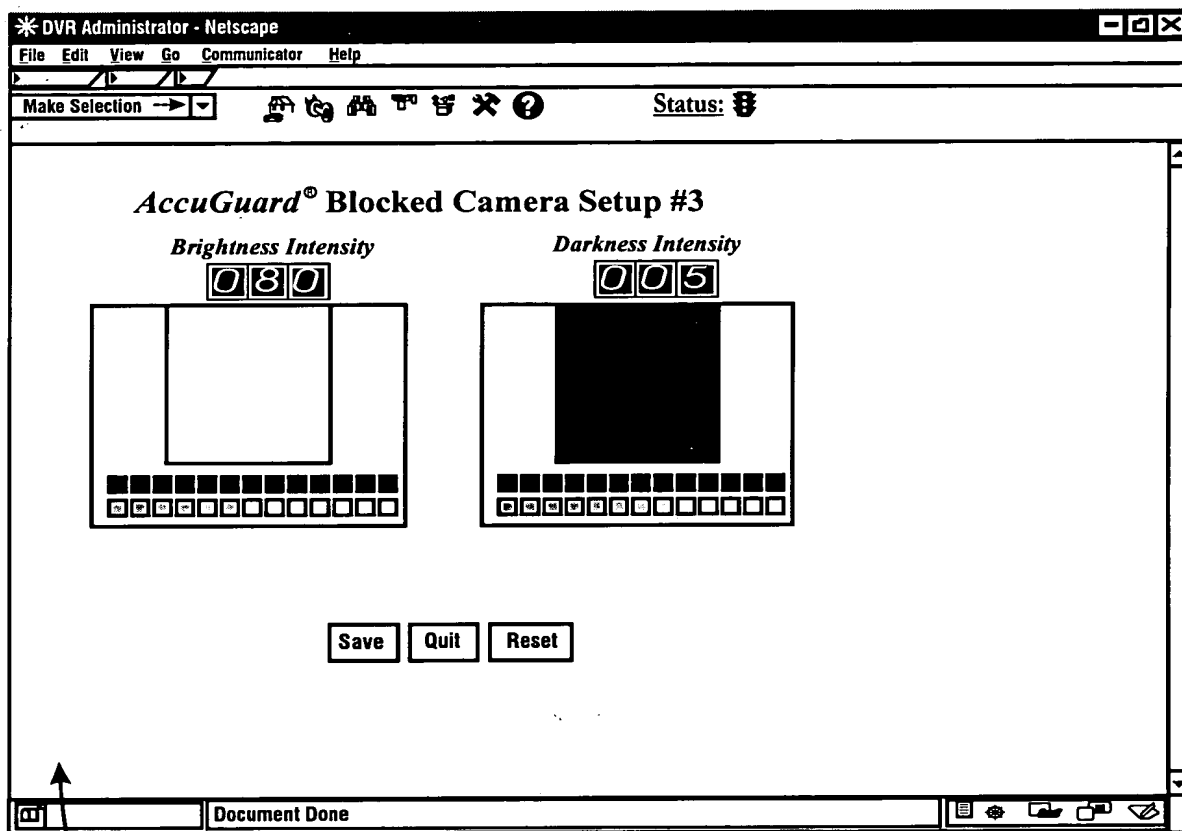 DVR Administrator - Netscape
File Edit View Go Communicator Help
Make Selection
Status:
AccuGuard® Blocked Camera Setup #3
Brightness Intensity Darkness Intensity
080 005
Save Quit Reset
Document Done